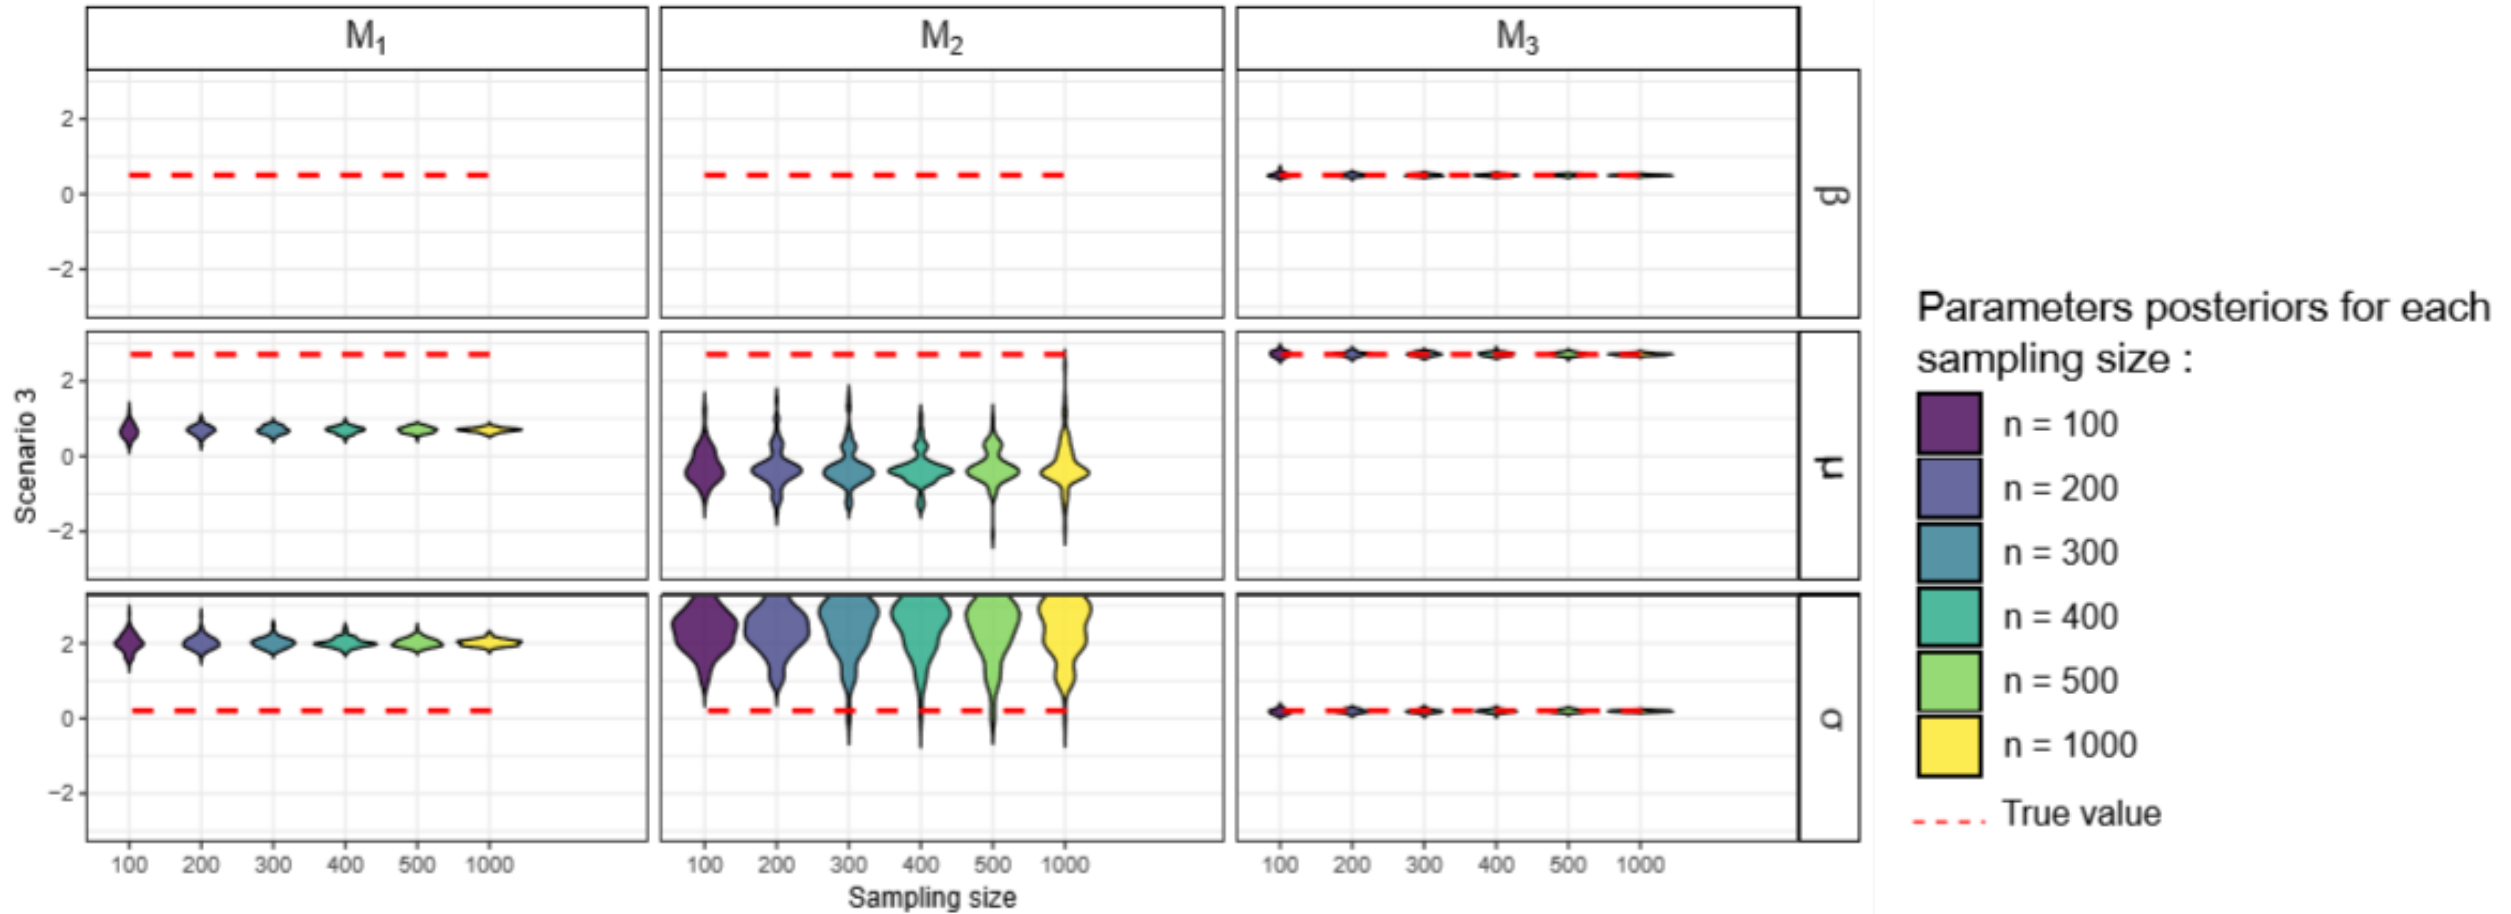 M₁ M₂ M₃
2
0
−2
β
Scenario 3
2
0
−2
μ
2
0
−2
σ
100 200 300 400 500 1000 100 200 300 400 500 1000 100 200 300 400 500 1000
Sampling size
Parameters posteriors for each
sampling size :
n = 100
n = 200
n = 300
n = 400
n = 500
n = 1000
True value